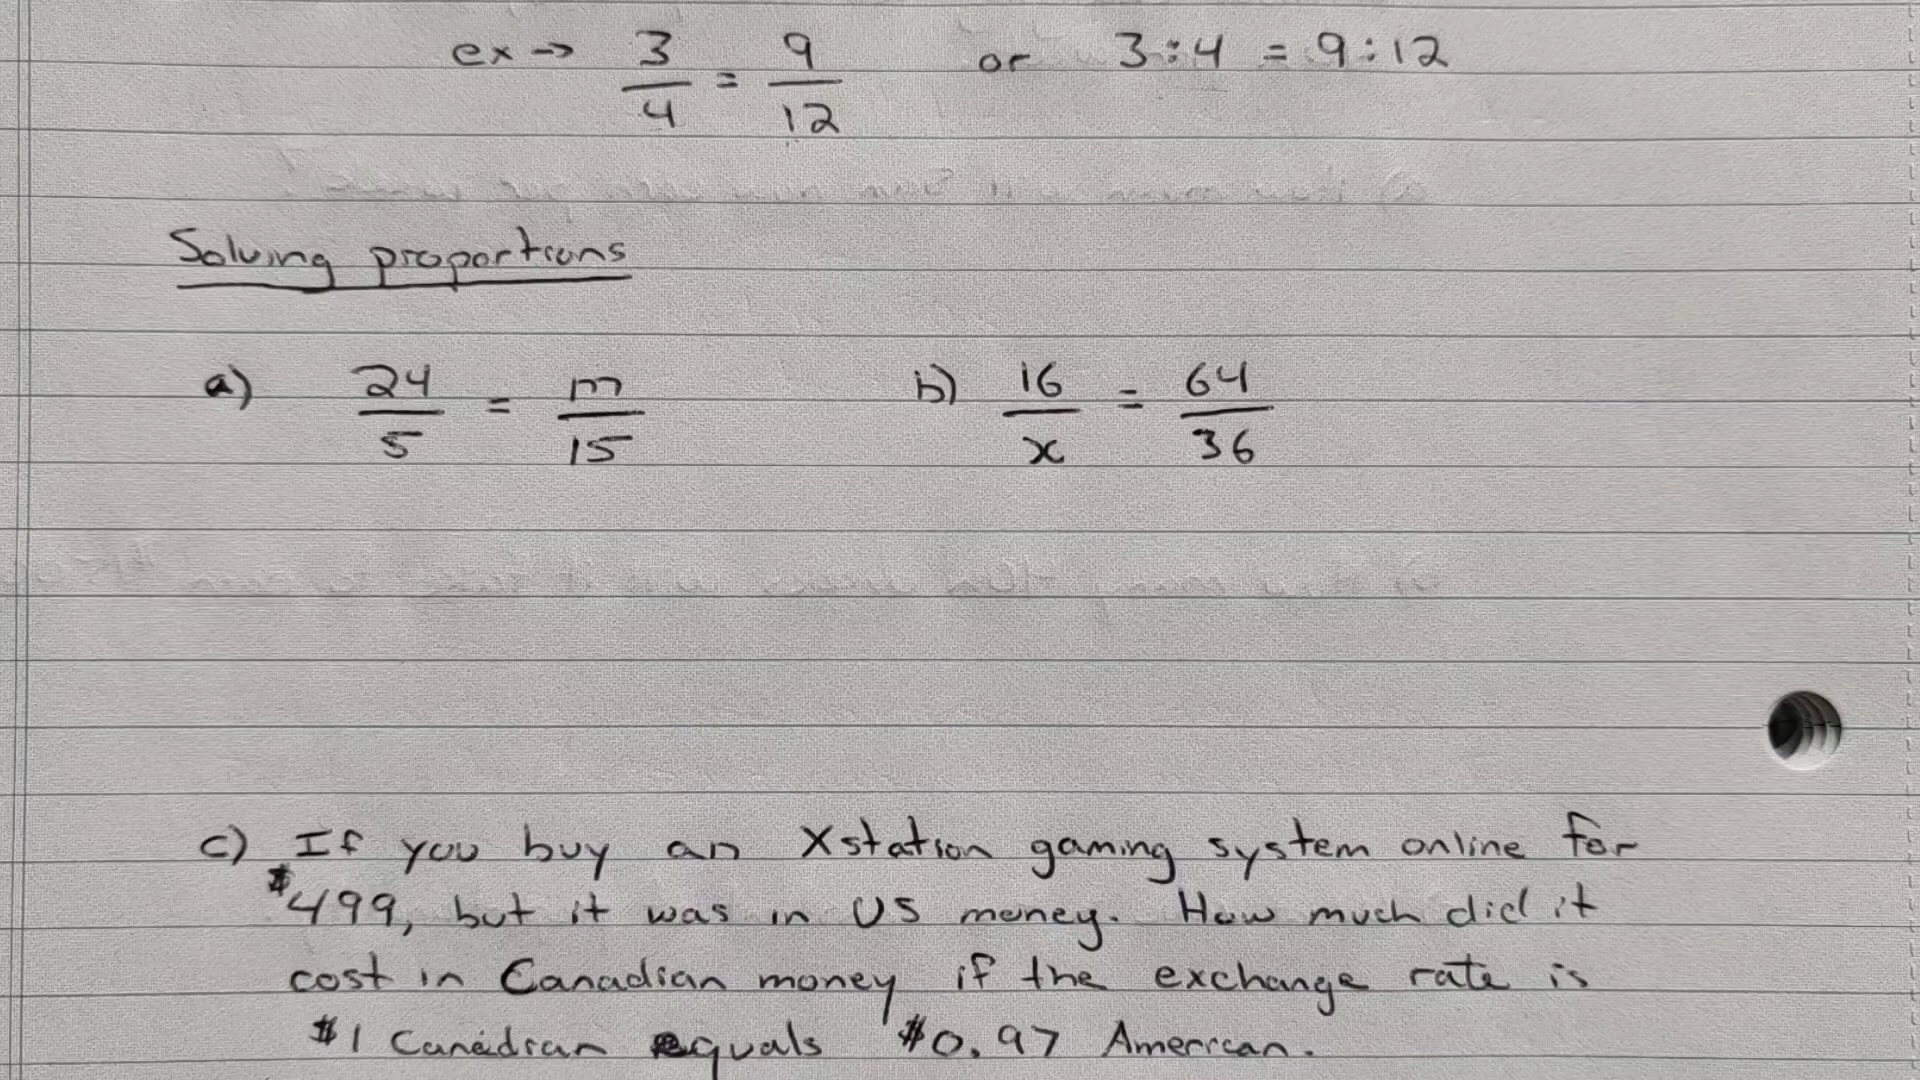 ex → 3/4 = 9/12 or 3:4 = 9:12
Solving proportions
a) 24/5 = m/15 b) 16/x = 64/36
c) If you buy an Xstation gaming system online for
$499, but it was in US money. How much did it
cost in Canadian money if the exchange rate is
$1 Canadian equals $0.97 American.